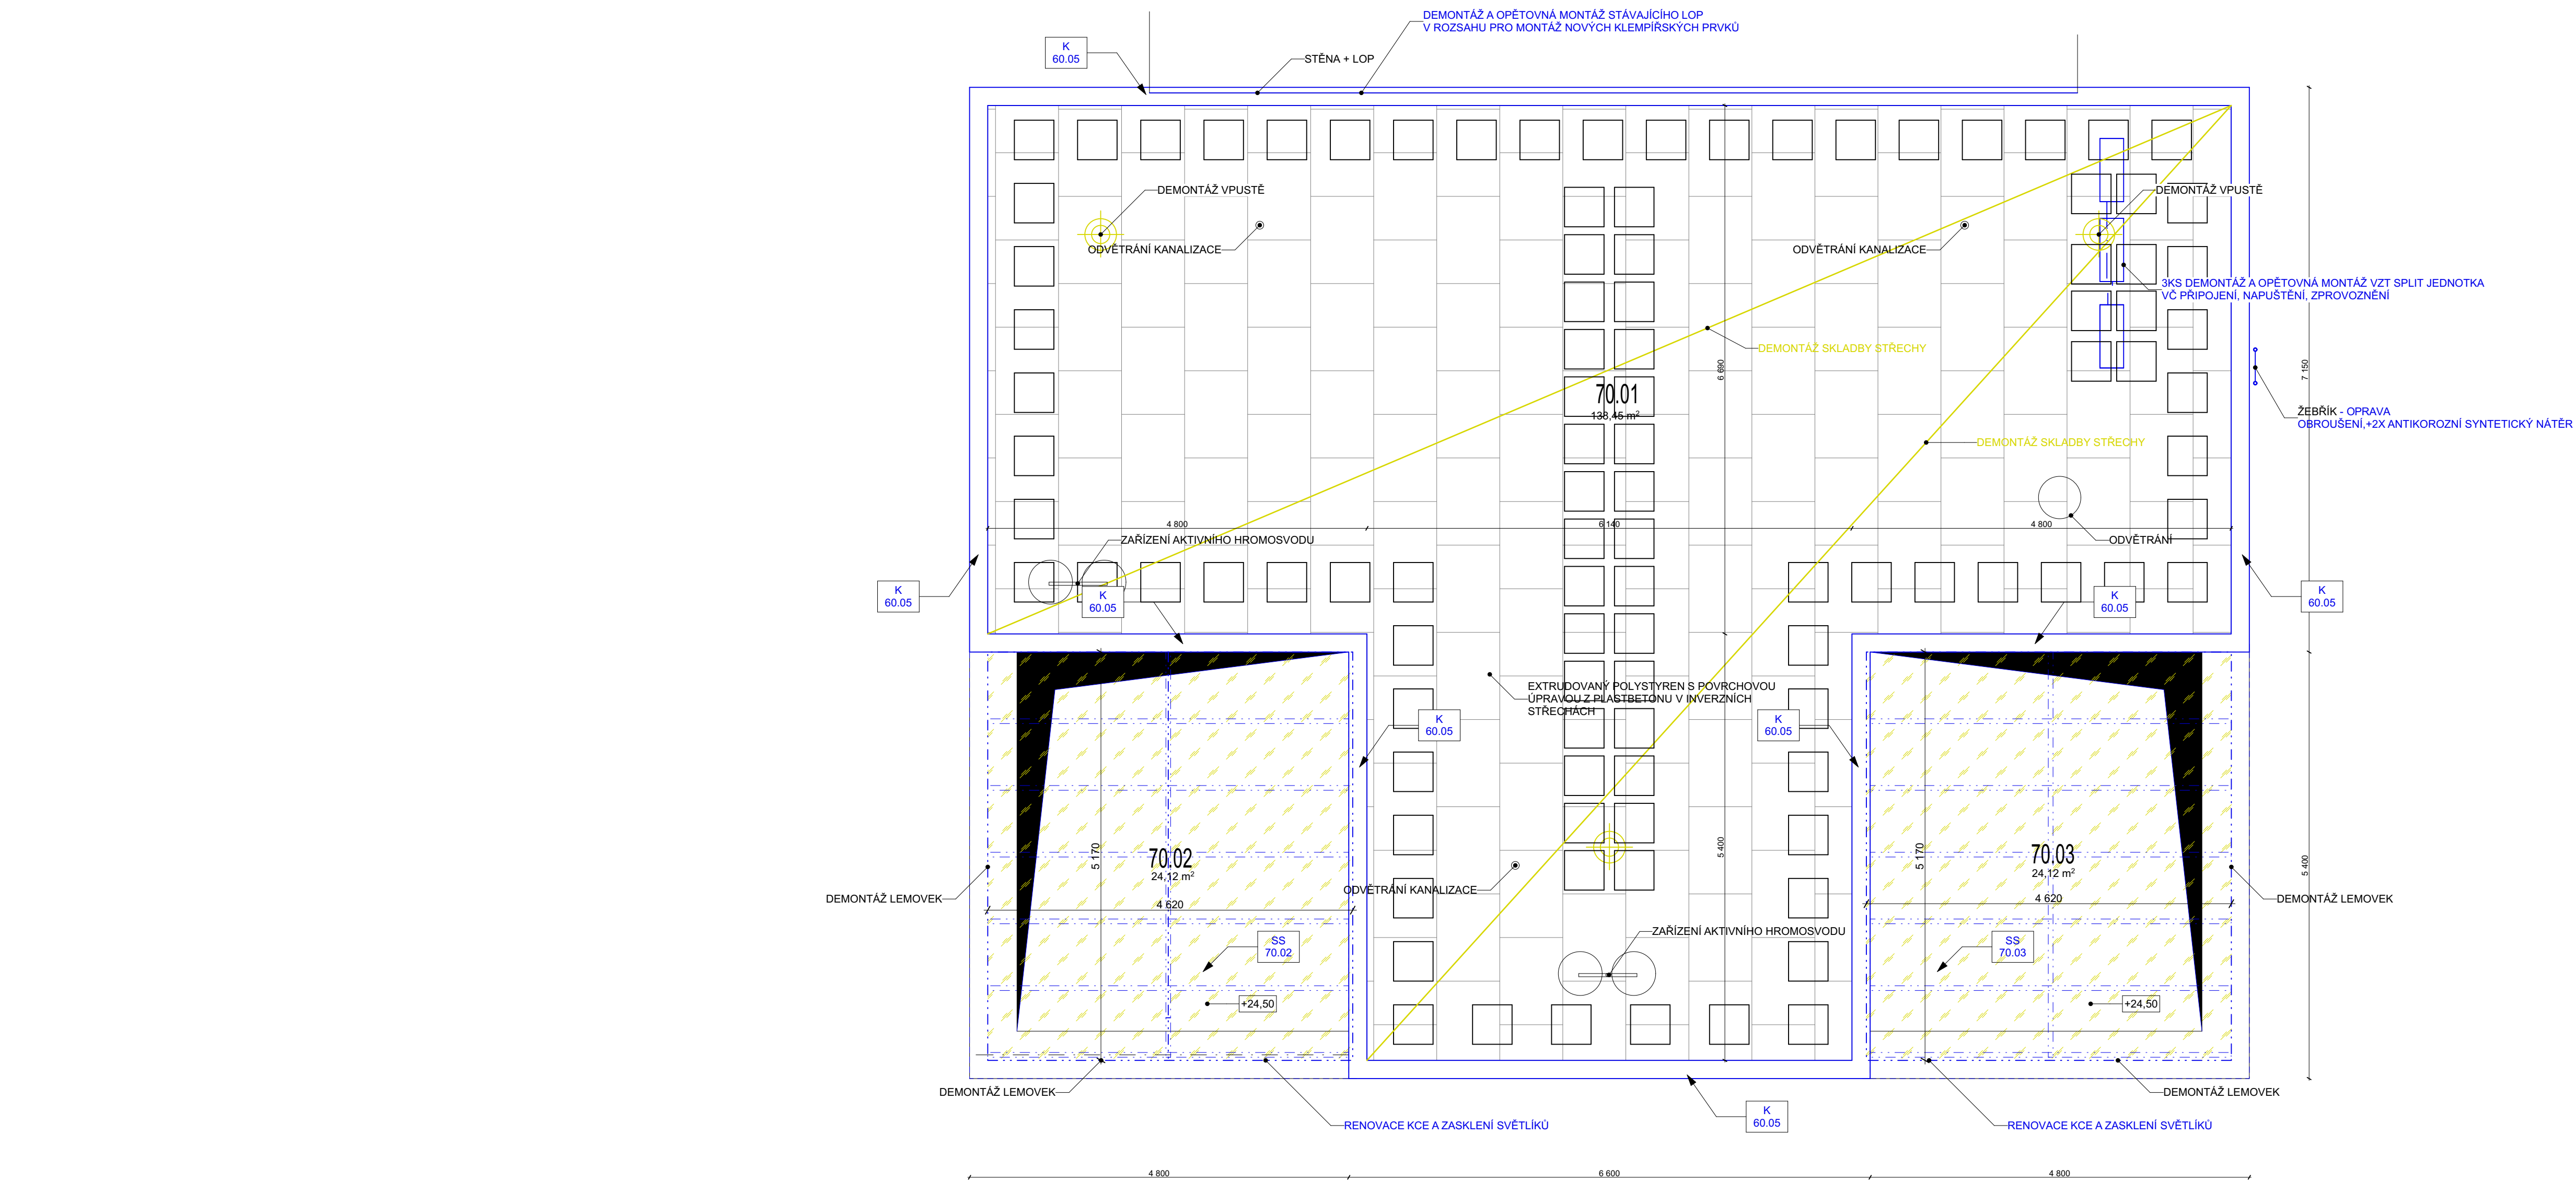 DEMONTÁŽ A OPĚTOVNÁ MONTÁŽ STÁVAJÍCÍHO LOP
V ROZSAHU PRO MONTÁŽ NOVÝCH KLEMPÍŘSKÝCH PRVKŮ
K
60.05
STĚNA + LOP
DEMONTÁŽ VPUSTĚ
DEMONTÁŽ VPUSTĚ
ODVĚTRÁNÍ KANALIZACE
ODVĚTRÁNÍ KANALIZACE
3KS DEMONTÁŽ A OPĚTOVNÁ MONTÁŽ VZT SPLIT JEDNOTKA
VČ PŘIPOJENÍ, NAPUŠTĚNÍ, ZPROVOZNĚNÍ
DEMONTÁŽ SKLADBY STŘECHY
6 690
7 150
70.01
138,45 m²
ŽEBŘÍK - OPRAVA
OBROUŠENÍ,+2X ANTIKOROZNÍ SYNTETICKÝ NÁTĚR
DEMONTÁŽ SKLADBY STŘECHY
4 800
6 140
4 800
ZAŘÍZENÍ AKTIVNÍHO HROMOSVODU
ODVĚTRÁNÍ
K
60.05
K
60.05
K
60.05
K
60.05
EXTRUDOVANÝ POLYSTYREN S POVRCHOVOU
ÚPRAVOU Z PLASTBETONU V INVERZNÍCH
STŘECHÁCH
K
60.05
K
60.05
5 170
70.02
24,12 m²
5 400
5 170
70.03
24,12 m²
5 400
ODVĚTRÁNÍ KANALIZACE
DEMONTÁŽ LEMOVEK
4 620
4 620
DEMONTÁŽ LEMOVEK
ZAŘÍZENÍ AKTIVNÍHO HROMOSVODU
SS
70.02
SS
70.03
+24,50
+24,50
DEMONTÁŽ LEMOVEK
DEMONTÁŽ LEMOVEK
K
60.05
RENOVACE KCE A ZASKLENÍ SVĚTLÍKŮ
RENOVACE KCE A ZASKLENÍ SVĚTLÍKŮ
4 800
6 600
4 800